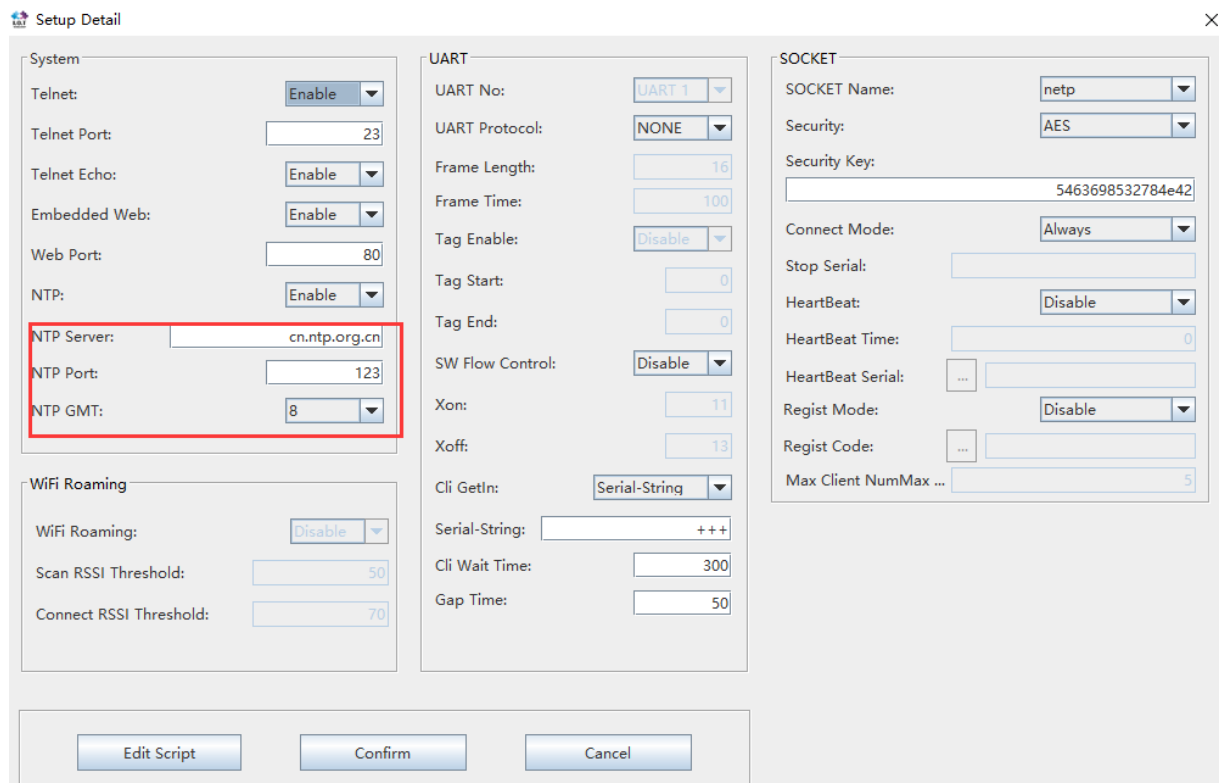 Setup Detail
System
Telnet: Enable
Telnet Port: 23
Telnet Echo: Enable
Embedded Web: Enable
Web Port: 80
NTP: Enable
NTP Server: cn.ntp.org.cn
NTP Port: 123
NTP GMT: 8
WiFi Roaming
WiFi Roaming: Disable
Scan RSSI Threshold: 50
Connect RSSI Threshold: 70
UART
UART No: UART 1
UART Protocol: NONE
Frame Length: 16
Frame Time: 100
Tag Enable: Disable
Tag Start: 0
Tag End: 0
SW Flow Control: Disable
Xon: 11
Xoff: 13
Cli GetIn: Serial-String
Serial-String: +++
Cli Wait Time: 300
Gap Time: 50
SOCKET
SOCKET Name: netp
Security: AES
Security Key:
5463698532784e42
Connect Mode: Always
Stop Serial:
HeartBeat: Disable
HeartBeat Time: 0
HeartBeat Serial: ...
Regist Mode: Disable
Regist Code: ...
Max Client NumMax ... 5
Edit Script
Confirm
Cancel